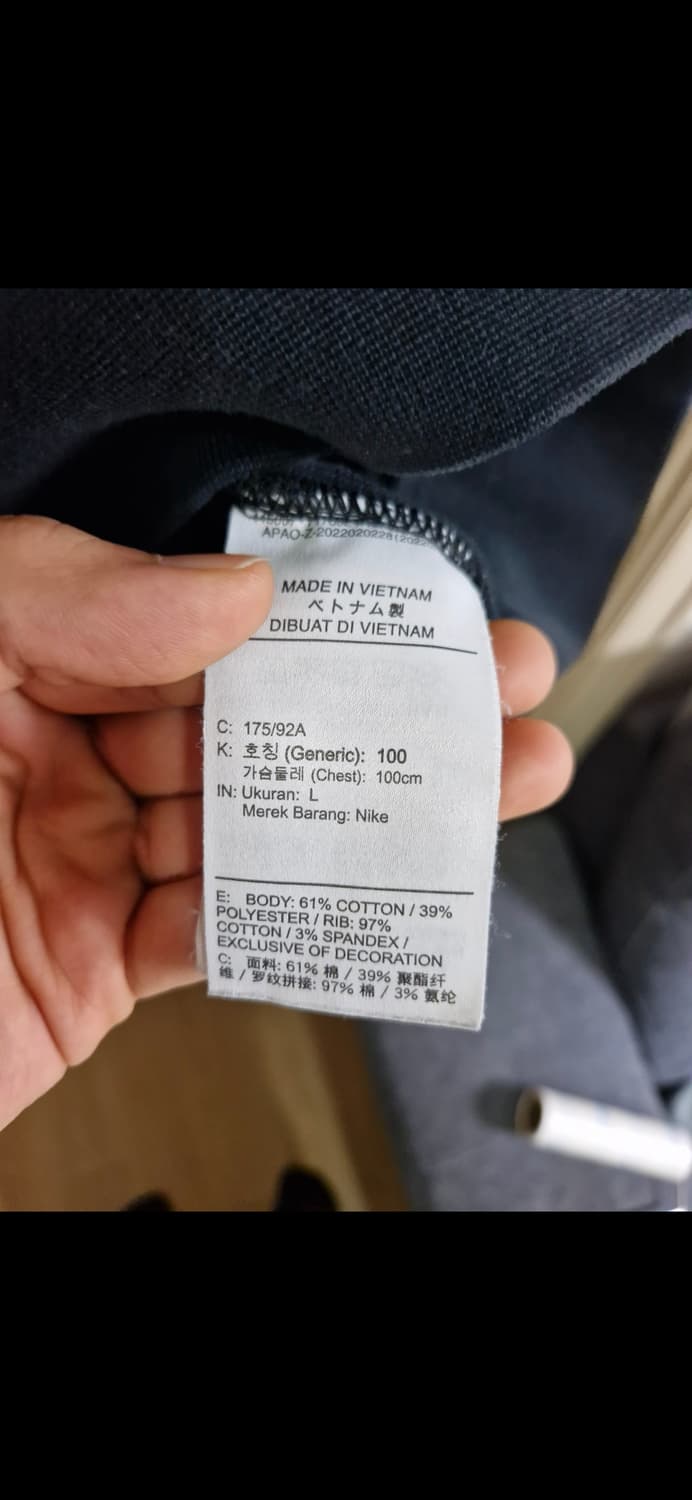 APAO-Z-2022020228(2022
MADE IN VIETNAM
ベトナム製
DIBUAT DI VIETNAM
C: 175/92A
K: 호칭 (Generic): 100
가슴둘레 (Chest): 100cm
IN: Ukuran: L
Merek Barang: Nike
E: BODY: 61% COTTON / 39%
POLYESTER / RIB: 97%
COTTON / 3% SPANDEX /
EXCLUSIVE OF DECORATION
C: 面料: 61% 棉 / 39% 聚酯纤
维 / 罗纹拼接: 97% 棉 / 3% 氨纶